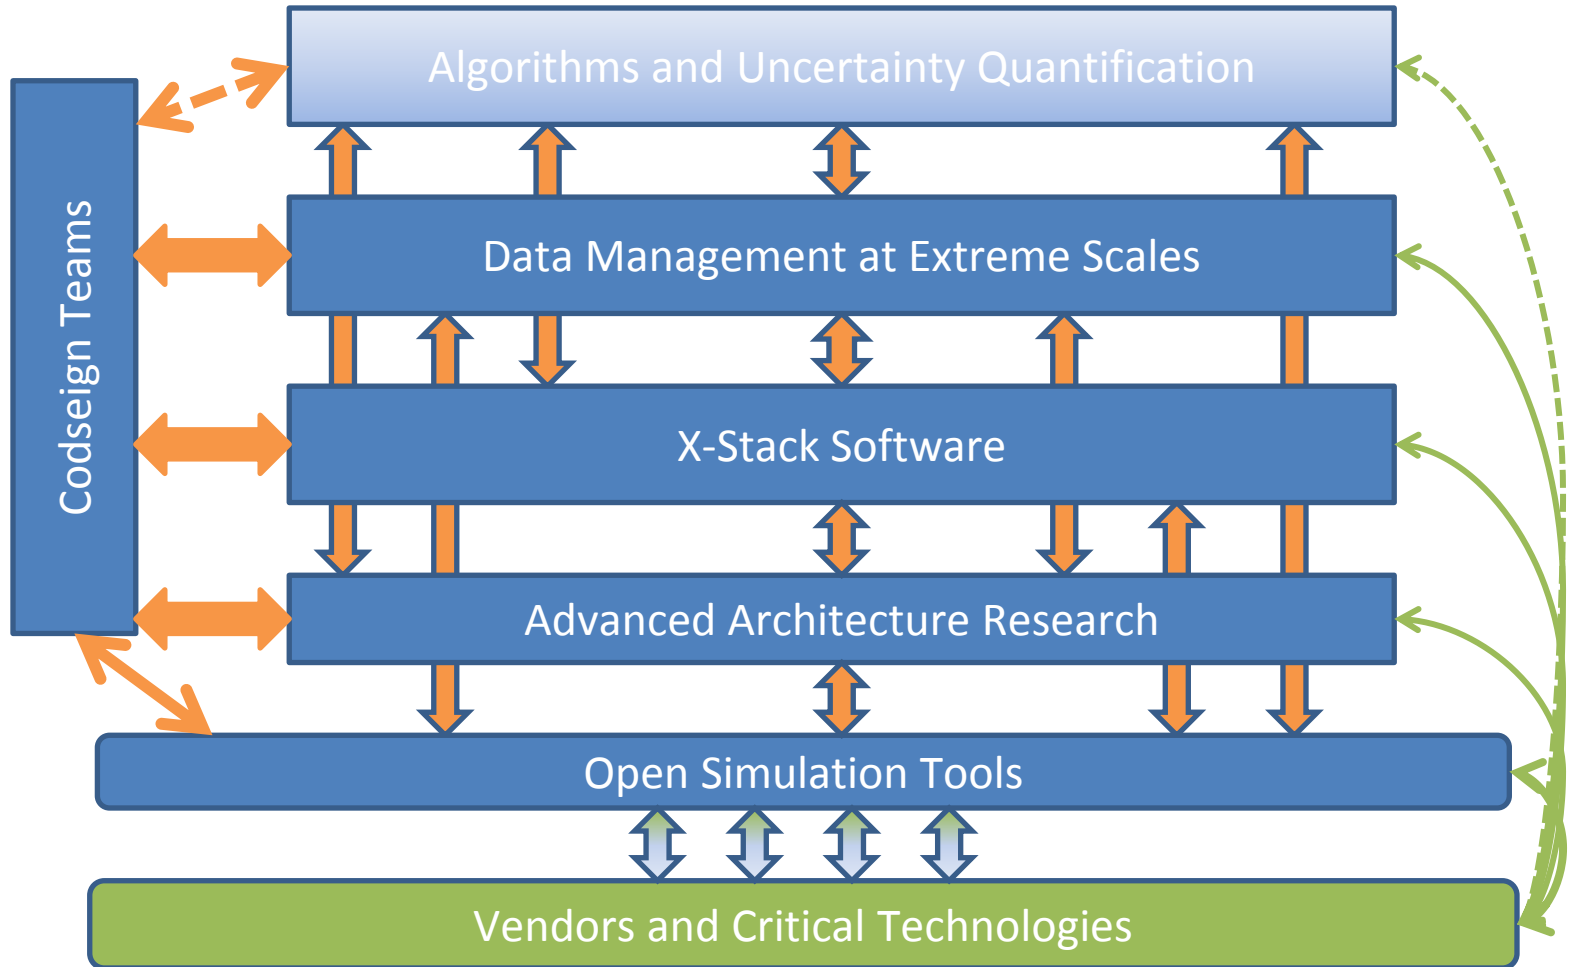 Algorithms and Uncertainty Quantification
Codseign Teams
Data Management at Extreme Scales
X-Stack Software
Advanced Architecture Research
Open Simulation Tools
Vendors and Critical Technologies